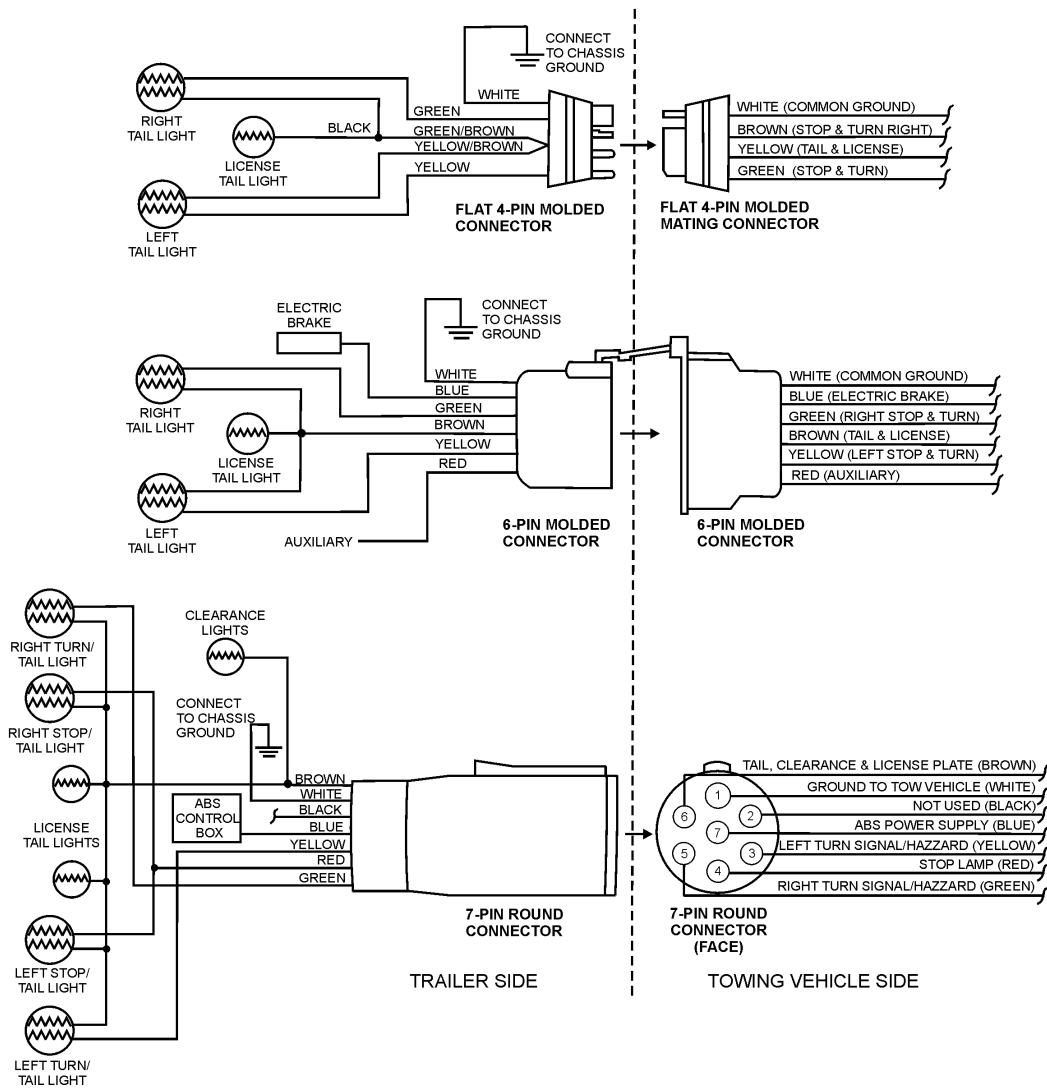 CONNECT
TO CHASSIS
GROUND
WHITE
GREEN
RIGHT
TAIL LIGHT
BLACK
GREEN/BROWN
YELLOW/BROWN
LICENSE
TAIL LIGHT
YELLOW
LEFT
TAIL LIGHT
FLAT 4-PIN MOLDED
CONNECTOR
WHITE (COMMON GROUND)
BROWN (STOP & TURN RIGHT)
YELLOW (TAIL & LICENSE)
GREEN (STOP & TURN)
FLAT 4-PIN MOLDED
MATING CONNECTOR
ELECTRIC
BRAKE
CONNECT
TO CHASSIS
GROUND
WHITE
BLUE
GREEN
BROWN
YELLOW
RED
RIGHT
TAIL LIGHT
LICENSE
TAIL LIGHT
LEFT
TAIL LIGHT
AUXILIARY
6-PIN MOLDED
CONNECTOR
WHITE (COMMON GROUND)
BLUE (ELECTRIC BRAKE)
GREEN (RIGHT STOP & TURN)
BROWN (TAIL & LICENSE)
YELLOW (LEFT STOP & TURN)
RED (AUXILIARY)
6-PIN MOLDED
CONNECTOR
RIGHT TURN/
TAIL LIGHT
CLEARANCE
LIGHTS
RIGHT STOP/
TAIL LIGHT
CONNECT
TO CHASSIS
GROUND
LICENSE
TAIL LIGHTS
ABS
CONTROL
BOX
BROWN
WHITE
BLACK
BLUE
YELLOW
RED
GREEN
LEFT STOP/
TAIL LIGHT
LEFT TURN/
TAIL LIGHT
7-PIN ROUND
CONNECTOR
TAIL, CLEARANCE & LICENSE PLATE (BROWN)
GROUND TO TOW VEHICLE (WHITE)
NOT USED (BLACK)
ABS POWER SUPPLY (BLUE)
LEFT TURN SIGNAL/HAZZARD (YELLOW)
STOP LAMP (RED)
RIGHT TURN SIGNAL/HAZZARD (GREEN)
1
6
2
7
5
3
4
7-PIN ROUND
CONNECTOR
(FACE)
TRAILER SIDE
TOWING VEHICLE SIDE